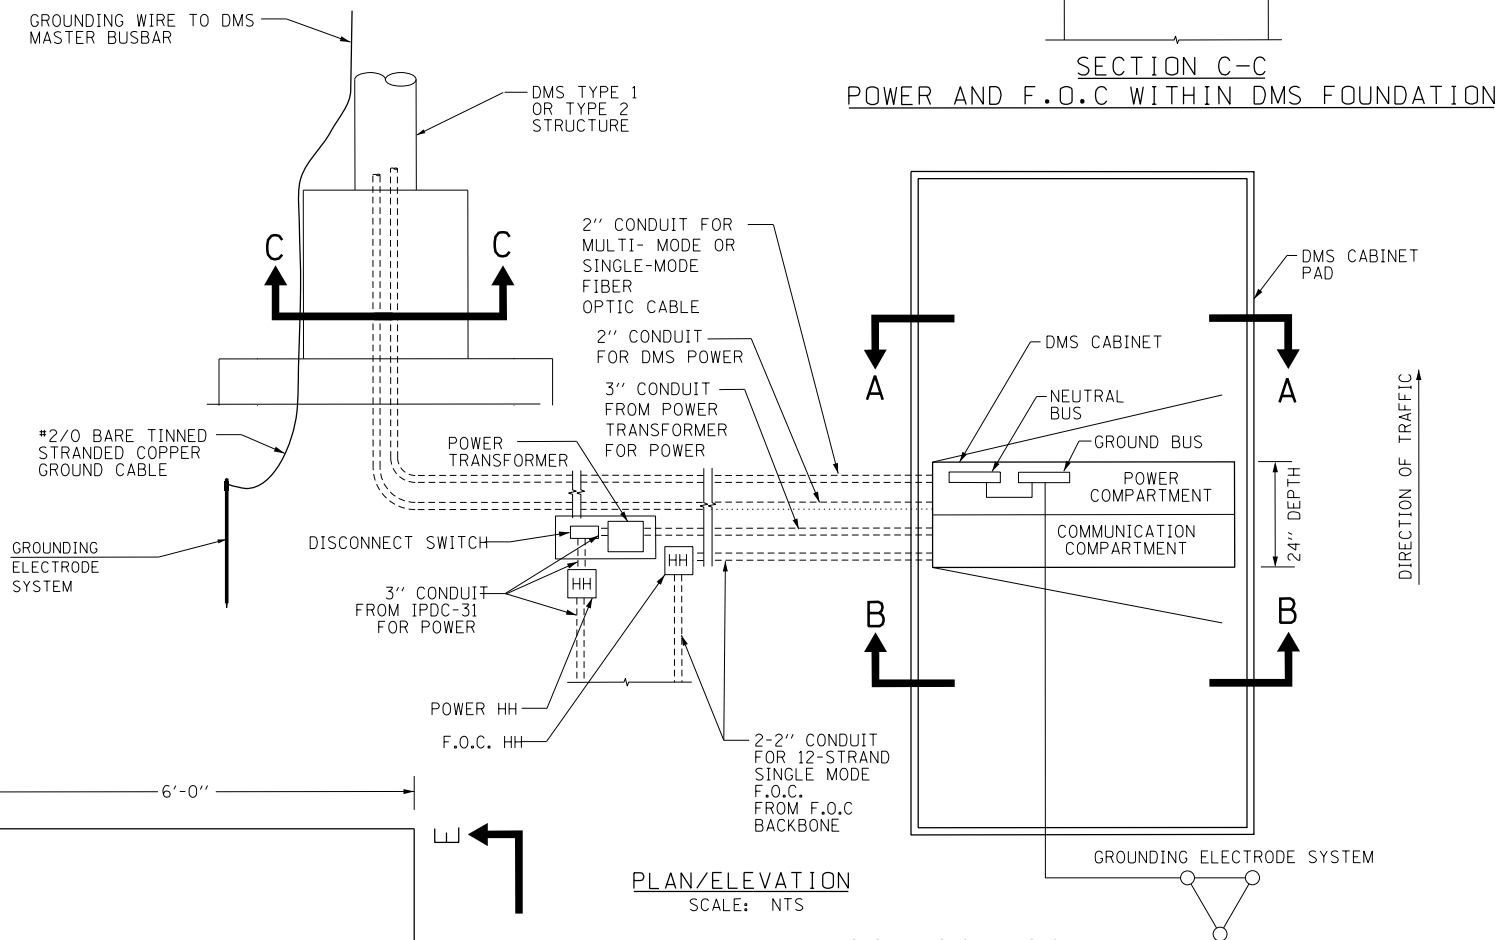 GROUNDING WIRE TO DMS
MASTER BUSBAR
SECTION C-C
POWER AND F.O.C WITHIN DMS FOUNDATION
DMS TYPE 1
OR TYPE 2
STRUCTURE
C
C
2'' CONDUIT FOR
MULTI- MODE OR
SINGLE-MODE
FIBER
OPTIC CABLE
2'' CONDUIT
FOR DMS POWER
3'' CONDUIT
FROM POWER
TRANSFORMER
FOR POWER
DMS CABINET
PAD
A
A
DMS CABINET
NEUTRAL
BUS
GROUND BUS
POWER
COMPARTMENT
COMMUNICATION
COMPARTMENT
24'' DEPTH
DIRECTION OF TRAFFIC
#2/0 BARE TINNED
STRANDED COPPER
GROUND CABLE
POWER
TRANSFORMER
DISCONNECT SWITCH
GROUNDING
ELECTRODE
SYSTEM
HH
HH
3'' CONDUIT
FROM IPDC-31
FOR POWER
B
B
POWER HH
F.O.C. HH
2-2'' CONDUIT
FOR 12-STRAND
SINGLE MODE
F.O.C.
FROM F.O.C
BACKBONE
6'-0''
E
PLAN/ELEVATION
SCALE: NTS
GROUNDING ELECTRODE SYSTEM